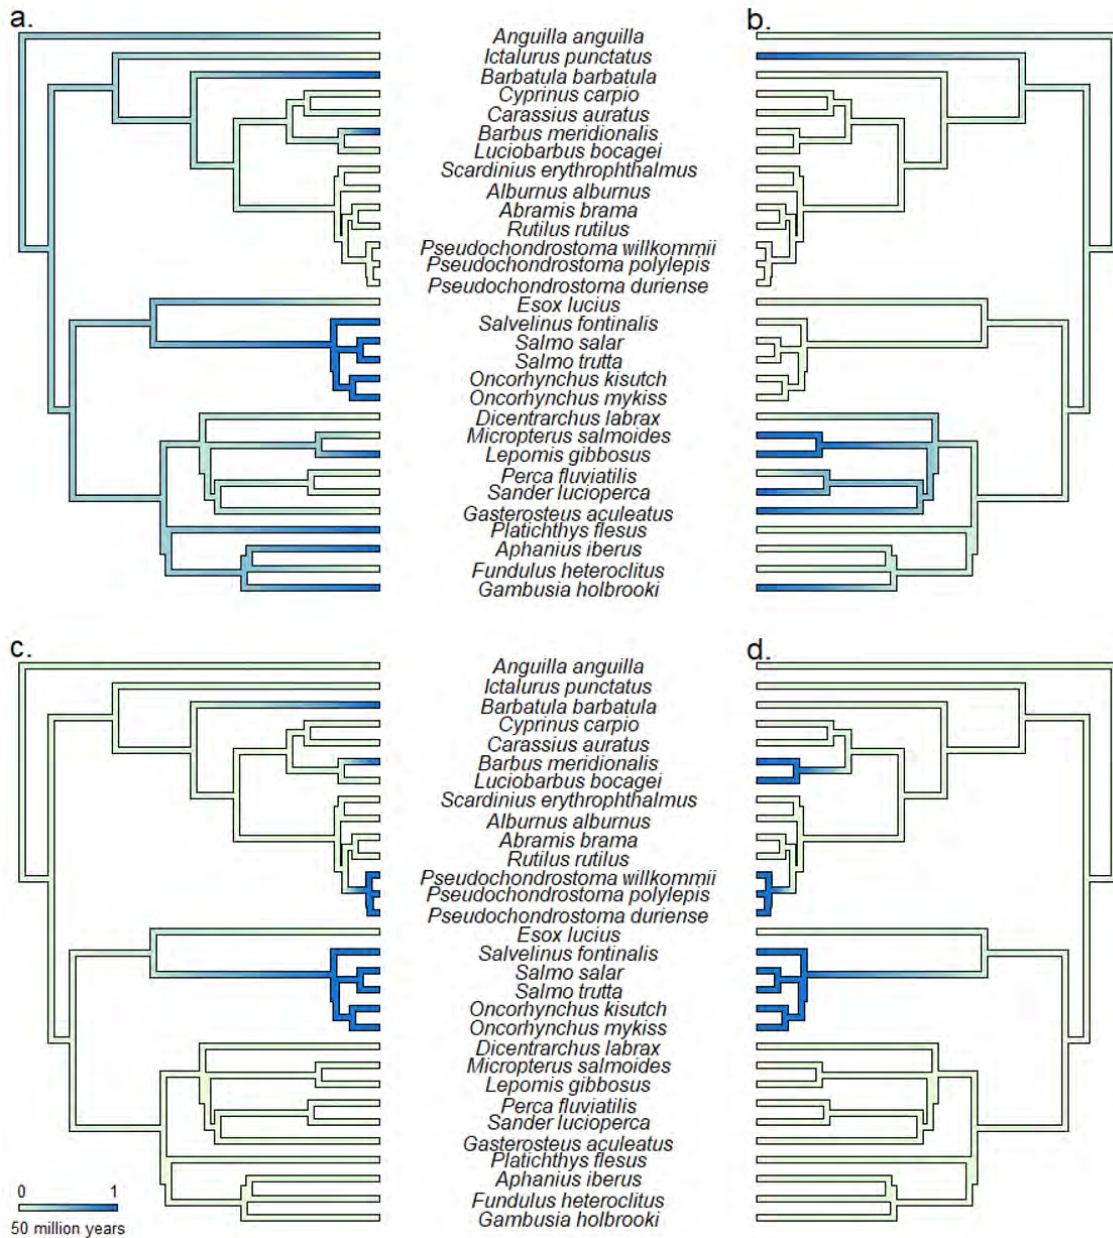 a.
b.
Anguilla anguilla
Ictalurus punctatus
Barbatula barbatula
Cyprinus carpio
Carassius auratus
Barbus meridionalis
Luciobarbus bocagei
Scardinius erythrophthalmus
Alburnus alburnus
Abramis brama
Rutilus rutilus
Pseudochondrostoma willkommii
Pseudochondrostoma polylepis
Pseudochondrostoma duriense
Esox lucius
Salvelinus fontinalis
Salmo salar
Salmo trutta
Oncorhynchus kisutch
Oncorhynchus mykiss
Dicentrarchus labrax
Micropterus salmoides
Lepomis gibbosus
Perca fluviatilis
Sander lucioperca
Gasterosteus aculeatus
Platichthys flesus
Aphanius iberus
Fundulus heteroclitus
Gambusia holbrooki
c.
d.
Anguilla anguilla
Ictalurus punctatus
Barbatula barbatula
Cyprinus carpio
Carassius auratus
Barbus meridionalis
Luciobarbus bocagei
Scardinius erythrophthalmus
Alburnus alburnus
Abramis brama
Rutilus rutilus
Pseudochondrostoma willkommii
Pseudochondrostoma polylepis
Pseudochondrostoma duriense
Esox lucius
Salvelinus fontinalis
Salmo salar
Salmo trutta
Oncorhynchus kisutch
Oncorhynchus mykiss
Dicentrarchus labrax
Micropterus salmoides
Lepomis gibbosus
Perca fluviatilis
Sander lucioperca
Gasterosteus aculeatus
Platichthys flesus
Aphanius iberus
Fundulus heteroclitus
Gambusia holbrooki
0 1
50 million years